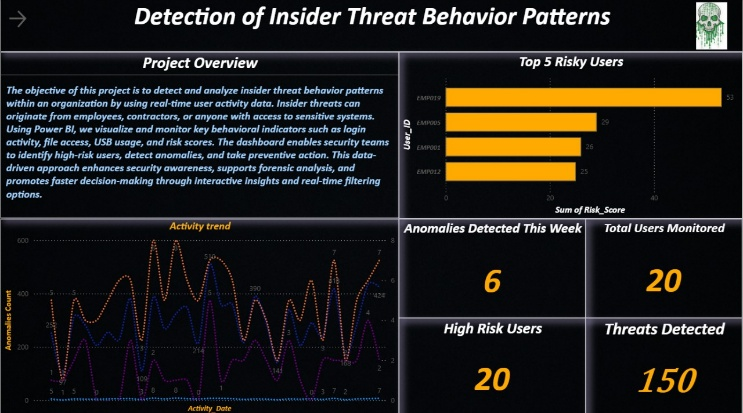 Detection of Insider Threat Behavior Patterns
Project Overview
The objective of this project is to detect and analyze insider threat behavior patterns
within an organization by using real-time user activity data. Insider threats can
originate from employees, contractors, or anyone with access to sensitive systems.
Using Power BI, we visualize and monitor key behavioral indicators such as login
activity, file access, USB usage, and risk scores. The dashboard enables security teams
to identify high-risk users, detect anomalies, and take preventive action. This data-
driven approach enhances security awareness, supports forensic analysis, and
promotes faster decision-making through interactive insights and real-time filtering
options.
Top 5 Risky Users
User_ID
EMP019
53
EMP005
29
EMP001
26
EMP012
25
0
20
40
Sum of Risk_Score
Activity trend
Anomalies Count
600
400
200
0
8
6
4
2
0
390
214
109
141
424
Activity_Date
Anomalies Detected This Week
6
Total Users Monitored
20
High Risk Users
20
Threats Detected
150